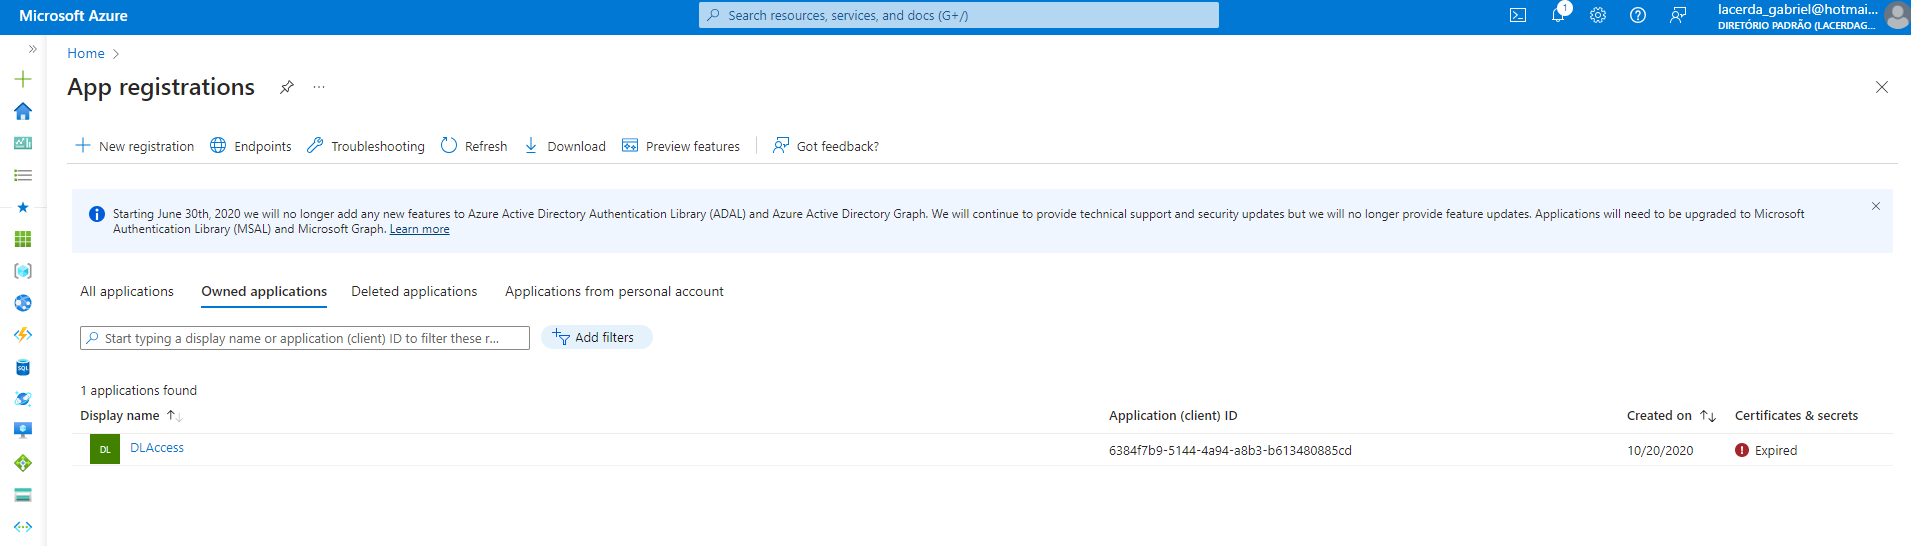 Microsoft Azure
Search resources, services, and docs (G+/)
1
lacerda_gabriel@hotmai...
DIRETÓRIO PADRÃO (LACERDAG...
Home
App registrations
...
New registration
Endpoints
Troubleshooting
Refresh
Download
Preview features
Got feedback?
Starting June 30th, 2020 we will no longer add any new features to Azure Active Directory Authentication Library (ADAL) and Azure Active Directory Graph. We will continue to provide technical support and security updates but we will no longer provide feature updates. Applications will need to be upgraded to Microsoft
Authentication Library (MSAL) and Microsoft Graph. Learn more
All applications
Owned applications
Deleted applications
Applications from personal account
Start typing a display name or application (client) ID to filter these r...
Add filters
1 applications found
Display name
Application (client) ID
Created on
Certificates & secrets
DL
DLAccess
6384f7b9-5144-4a94-a8b3-b613480885cd
10/20/2020
Expired
SQL